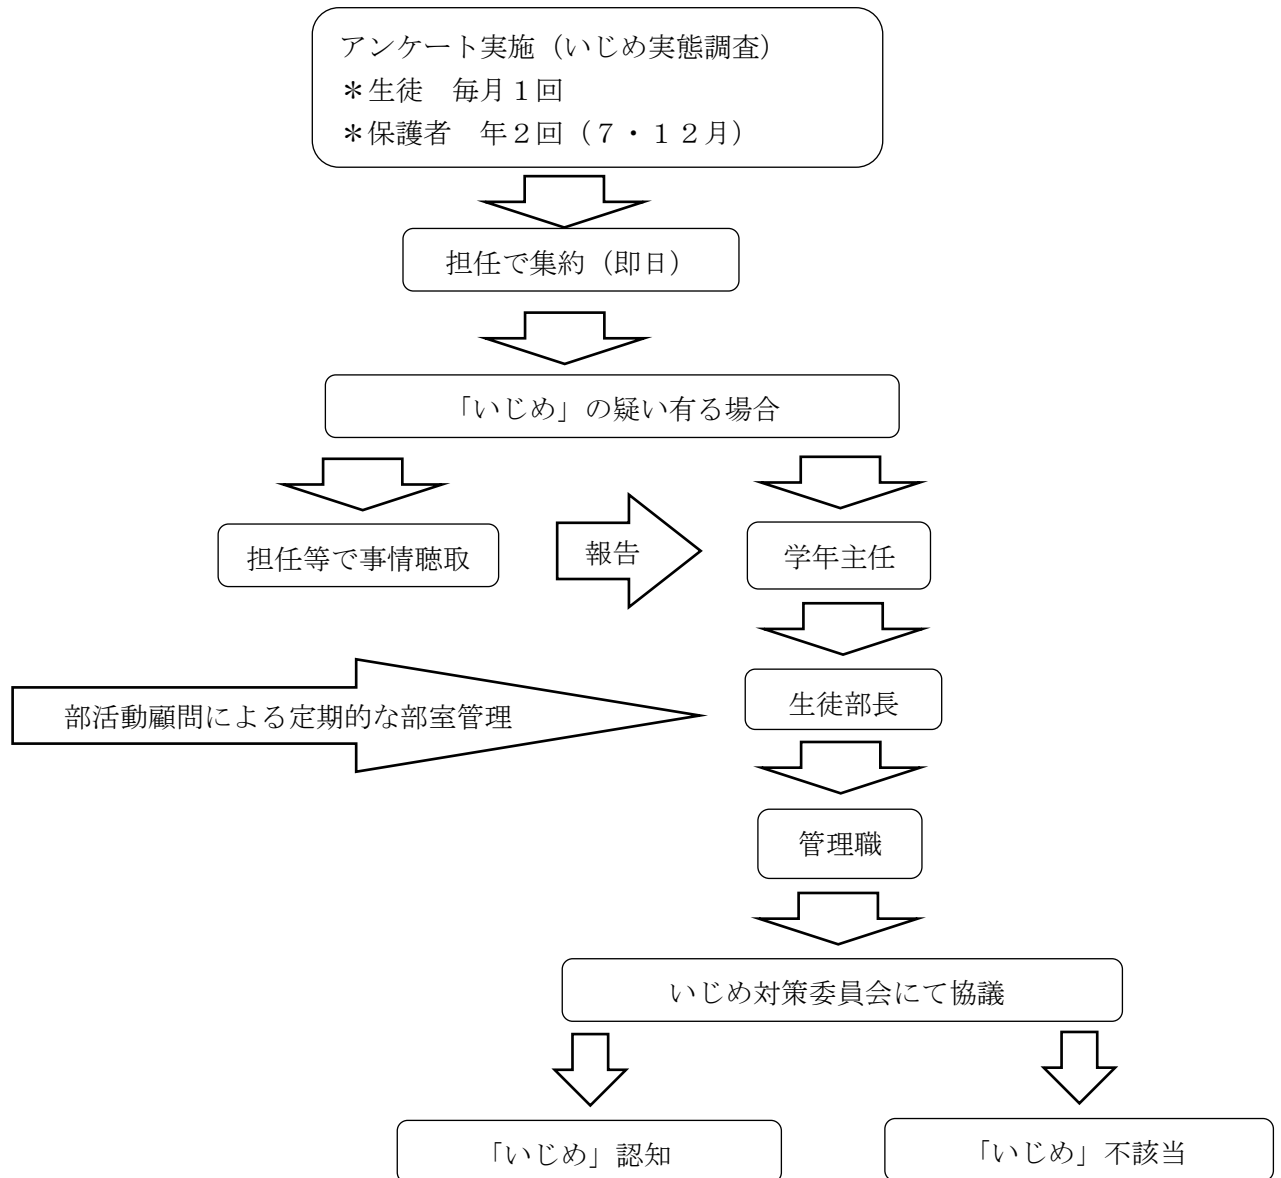 アンケート実施（いじめ実態調査）
＊生徒　毎月１回
＊保護者　年２回（７・１２月）
担任で集約（即日）
「いじめ」の疑い有る場合
担任等で事情聴取
報告
学年主任
部活動顧問による定期的な部室管理
生徒部長
管理職
いじめ対策委員会にて協議
「いじめ」認知
「いじめ」不該当